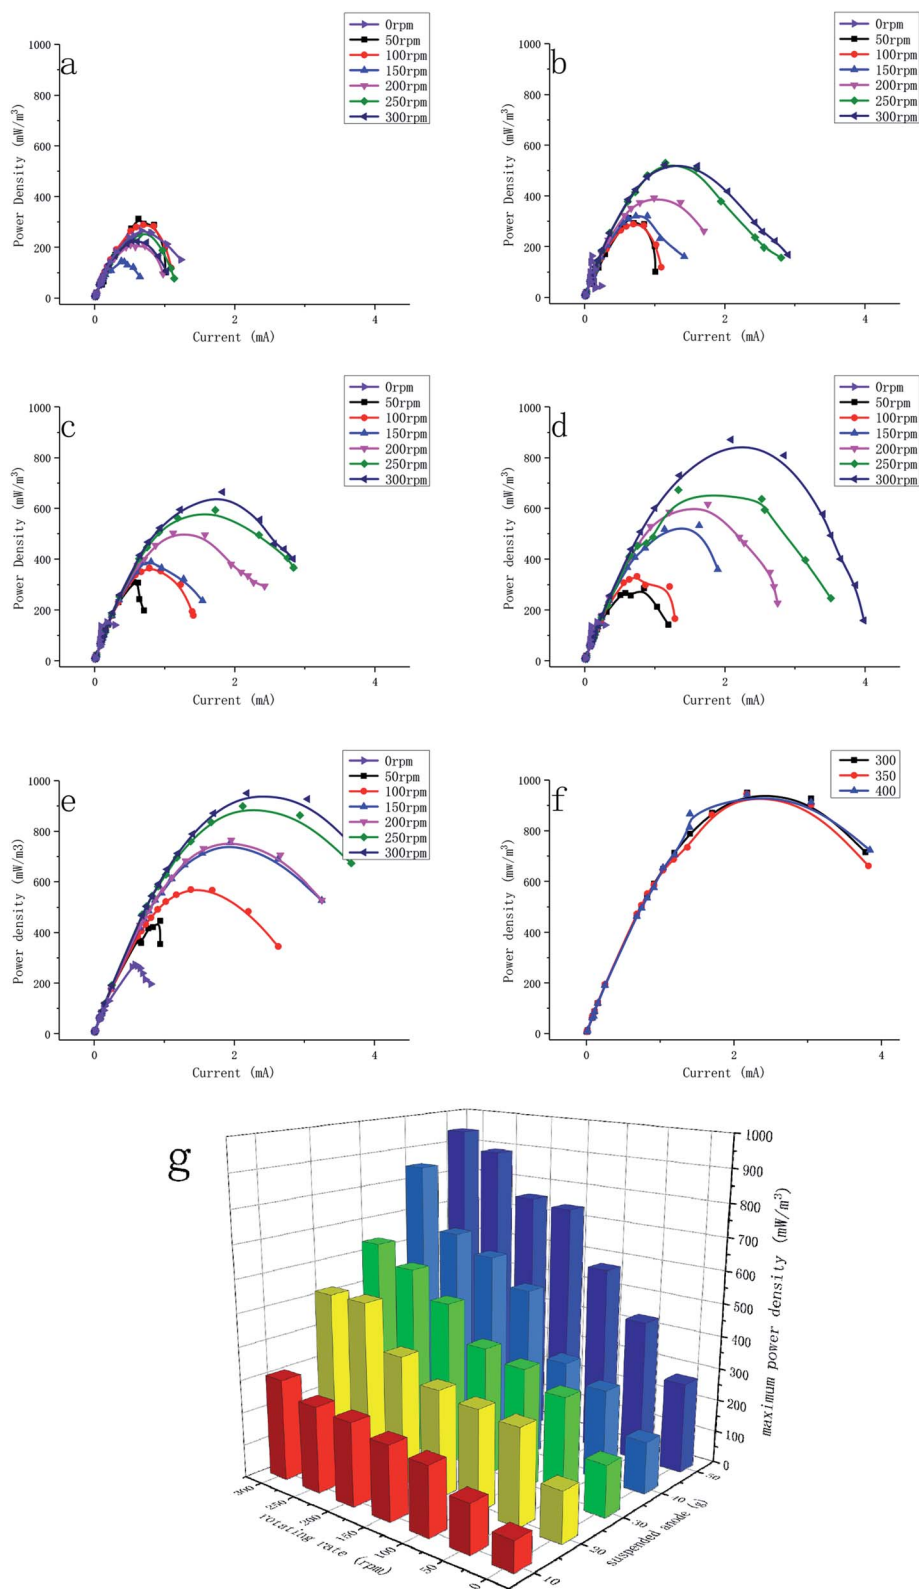 0rpm
50rpm
100rpm
150rpm
200rpm
250rpm
300rpm
a
1000
800
600
400
200
0
Power Density (mW/m³)
0 2 4
Current (mA)
0rpm
50rpm
100rpm
150rpm
200rpm
250rpm
300rpm
b
1000
800
600
400
200
0
Power Density (mW/m³)
0 2 4
Current (mA)
0rpm
50rpm
100rpm
150rpm
200rpm
250rpm
300rpm
c
1000
800
600
400
200
0
Power Density (mW/m³)
0 2 4
Current (mA)
0rpm
50rpm
100rpm
150rpm
200rpm
250rpm
300rpm
d
1000
800
600
400
200
0
Power density (mW/m³)
0 2 4
Current (mA)
0rpm
50rpm
100rpm
150rpm
200rpm
250rpm
300rpm
e
1000
800
600
400
200
0
Power density (mW/m3)
0 2 4
Current (mA)
300
350
400
f
1000
800
600
400
200
0
Power density (mw/m³)
0 2 4
Current (mA)
g
1000
900
800
700
600
500
400
300
200
100
0
maximum power density (mW/m³)
300
250
200
150
100
50
0
rotating rate (rpm)
50
40
30
20
10
suspended anode (g)